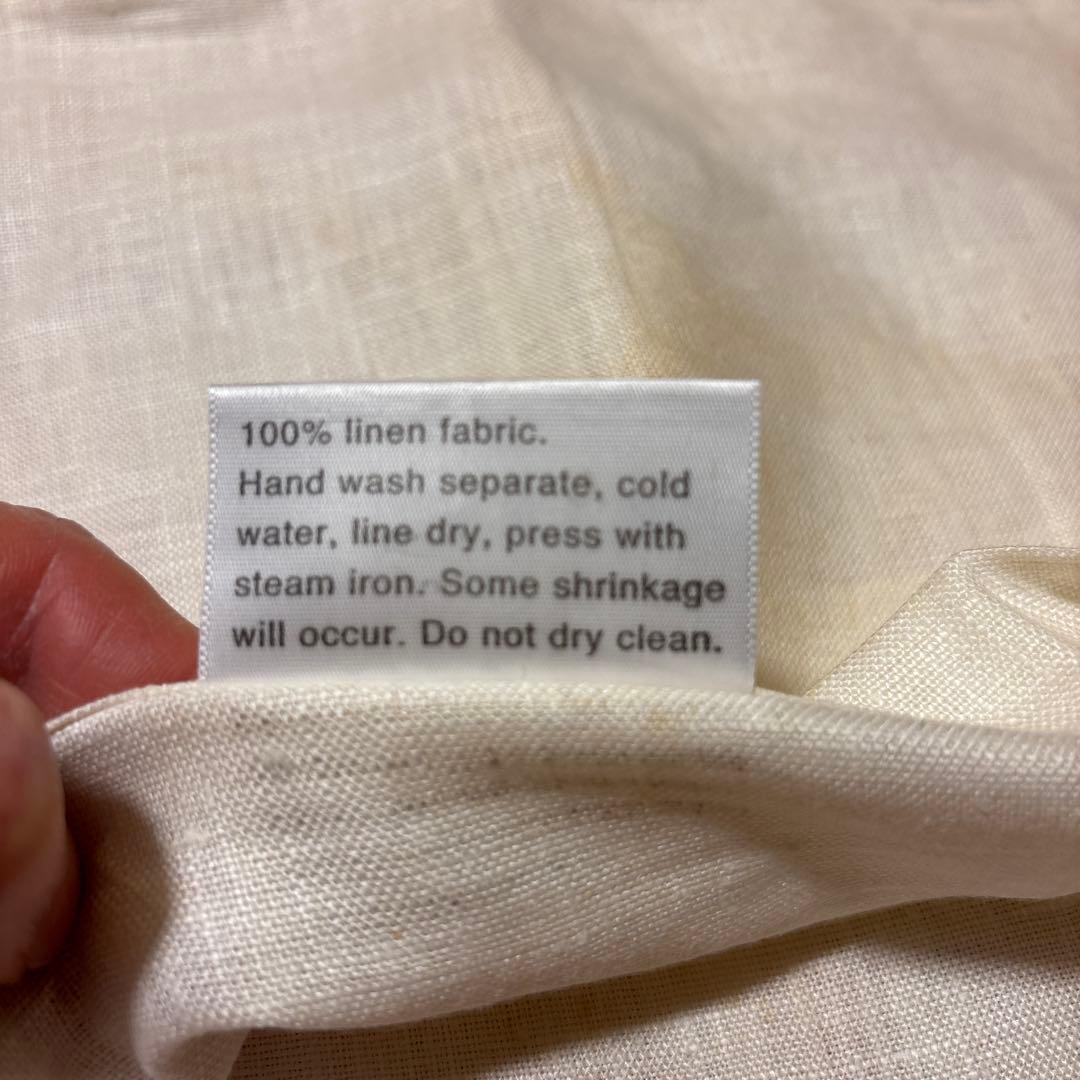 100% linen fabric.
Hand wash separate, cold
water, line dry, press with
steam iron. Some shrinkage
will occur. Do not dry clean.